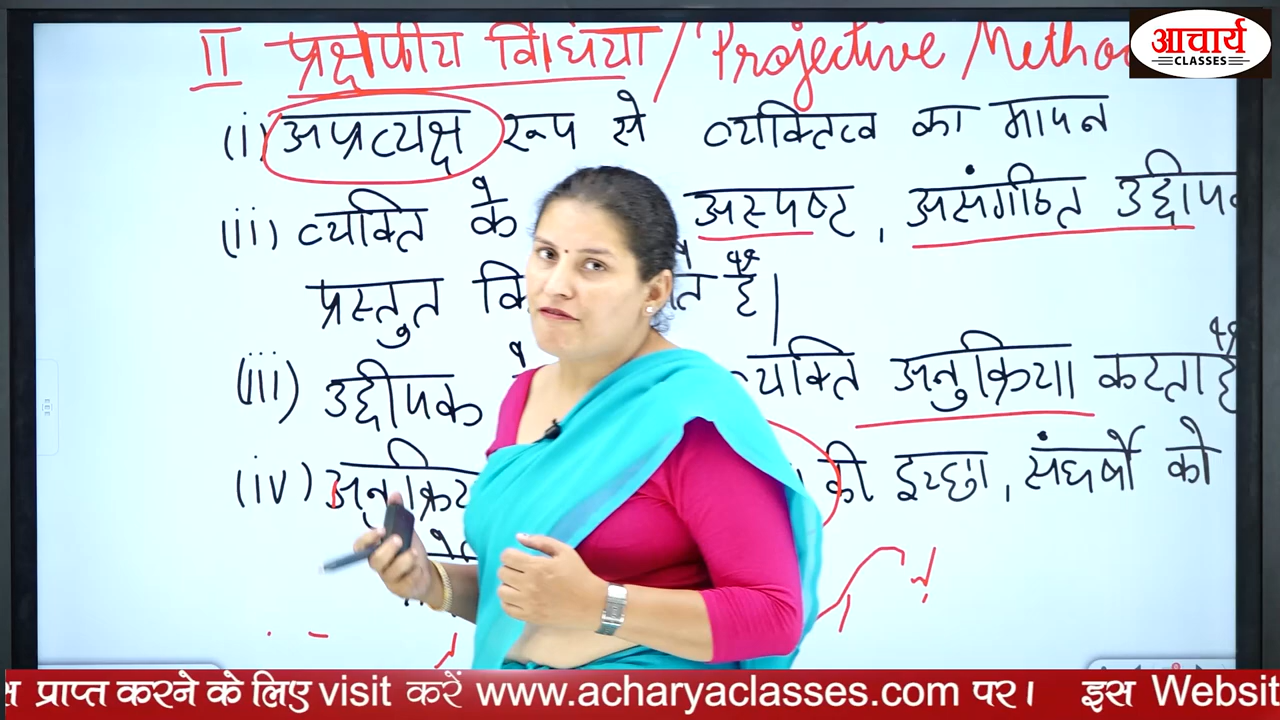 आचार्य
CLASSES
II प्रक्षेपीय विधियां / Projective Metho
(i) अप्रत्यक्ष रूप से व्यक्तित्व का मापन
(ii) व्यक्ति के अस्पष्ट, असंगठित उद्दीपक
प्रस्तुत है।
(iii) उद्दीपक व्यक्ति अनुक्रिया करता है
(iv) की इच्छा, संघर्षों को
प्राप्त करने के लिए visit करें www.acharyaclasses.com पर। इस Websit